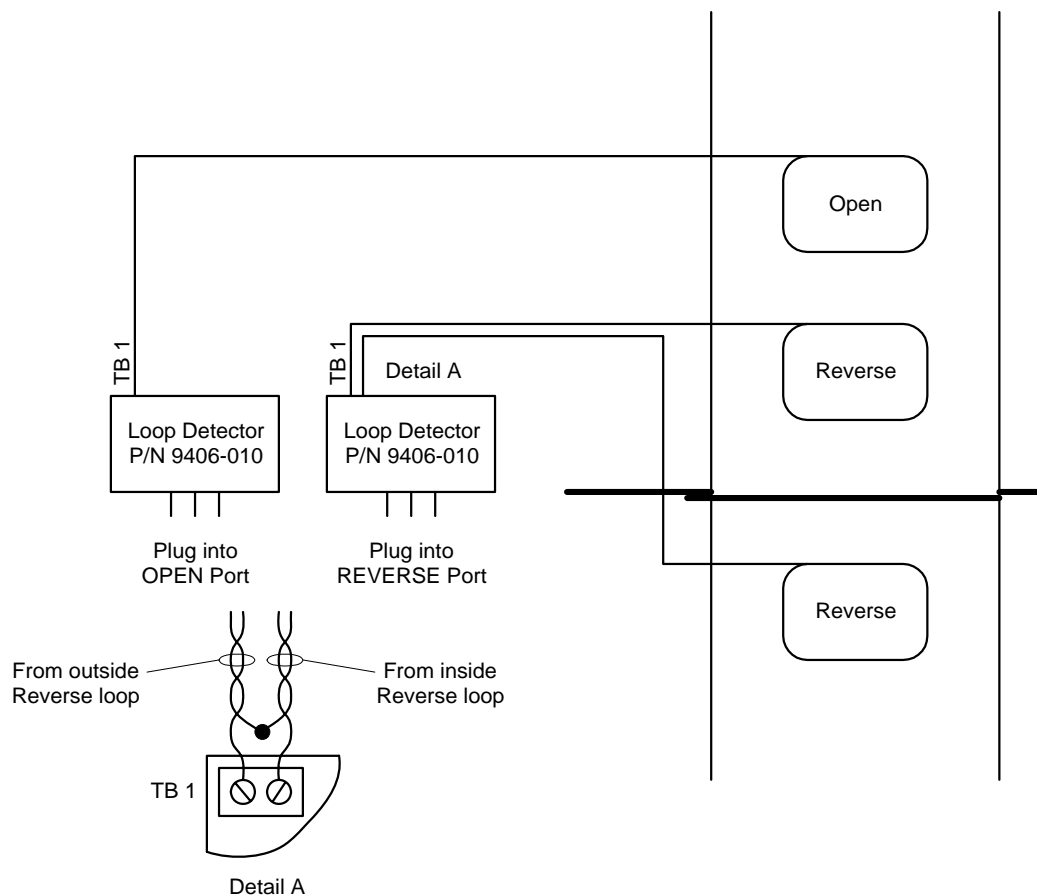 Open
TB 1
TB 1
Detail A
Reverse
Loop Detector
P/N 9406-010
Loop Detector
P/N 9406-010
Plug into
OPEN Port
Plug into
REVERSE Port
Reverse
From outside
Reverse loop
From inside
Reverse loop
TB 1
Detail A